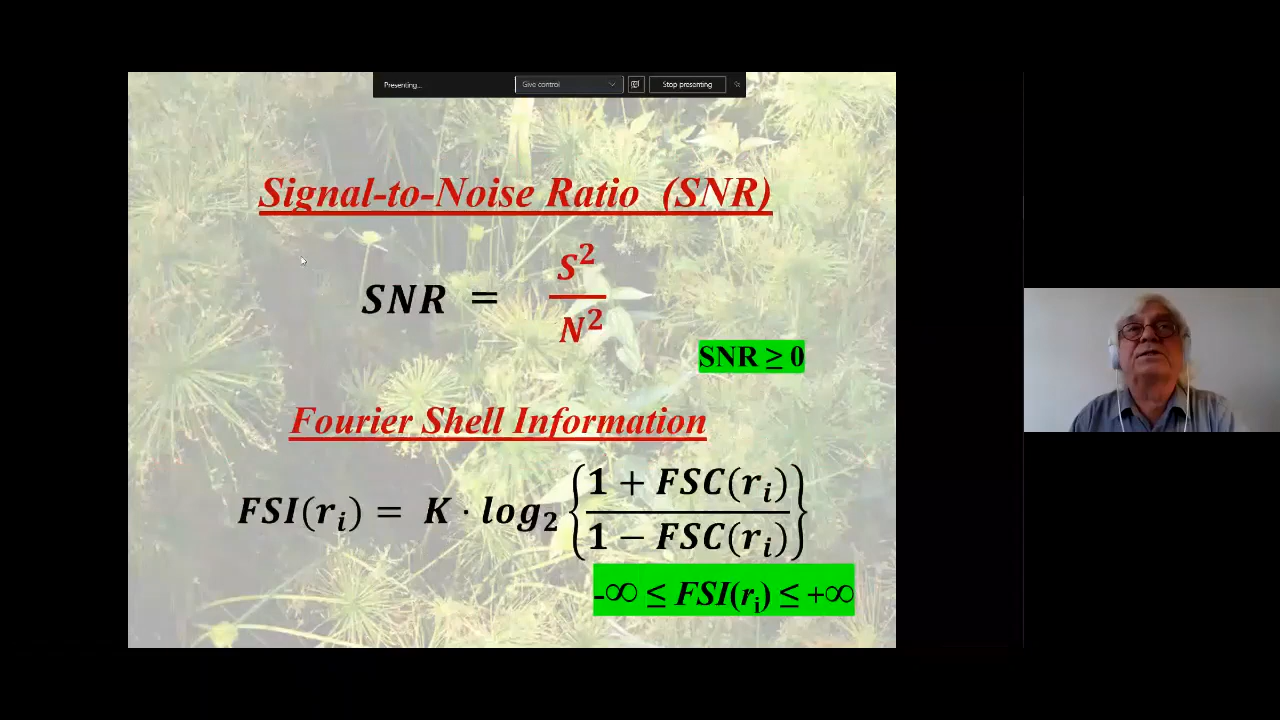 Presenting...
Give control
Stop presenting
Signal-to-Noise Ratio (SNR)
SNR = S² / N²
SNR ≥ 0
Fourier Shell Information
FSI(rᵢ) = K · log₂ {1 + FSC(rᵢ) / 1 − FSC(rᵢ)}
-∞ ≤ FSI(rᵢ) ≤ +∞